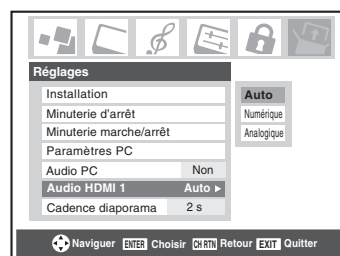 Réglages
Installation
Minuterie d'arrêt
Minuterie marche/arrêt
Paramètres PC
Audio PC Non
Audio HDMI 1 Auto ▸
Cadence diaporama 2 s
Auto
Numérique
Analogique
Naviguer ENTER Choisir CH RTN Retour EXIT Quitter